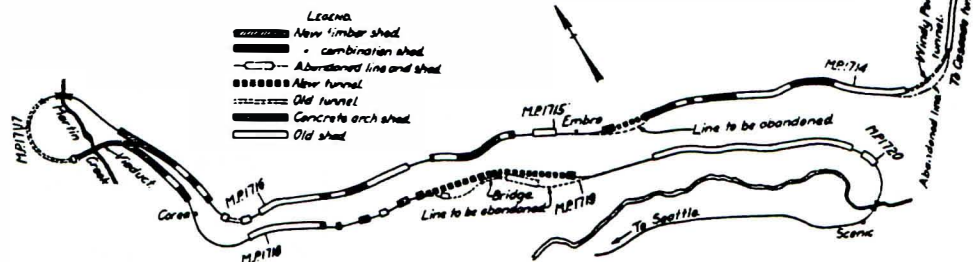 LEGEND.
New timber shed
" combination shed
Abandoned line and shed
New tunnel
Old tunnel
Concrete arch shed
Old shed
M.P.1717
Martin
Creek
Viaduct.
Corea
M.P.1716
M.P.1718
M.P.1715
Embro
Line to be abandoned
Bridge
Line to be abandoned
M.P.1719
M.P.1714
Windy Point
tunnel.
To Cascade tunnel
Abandoned line
M.P.1720
To Seattle
Scenic